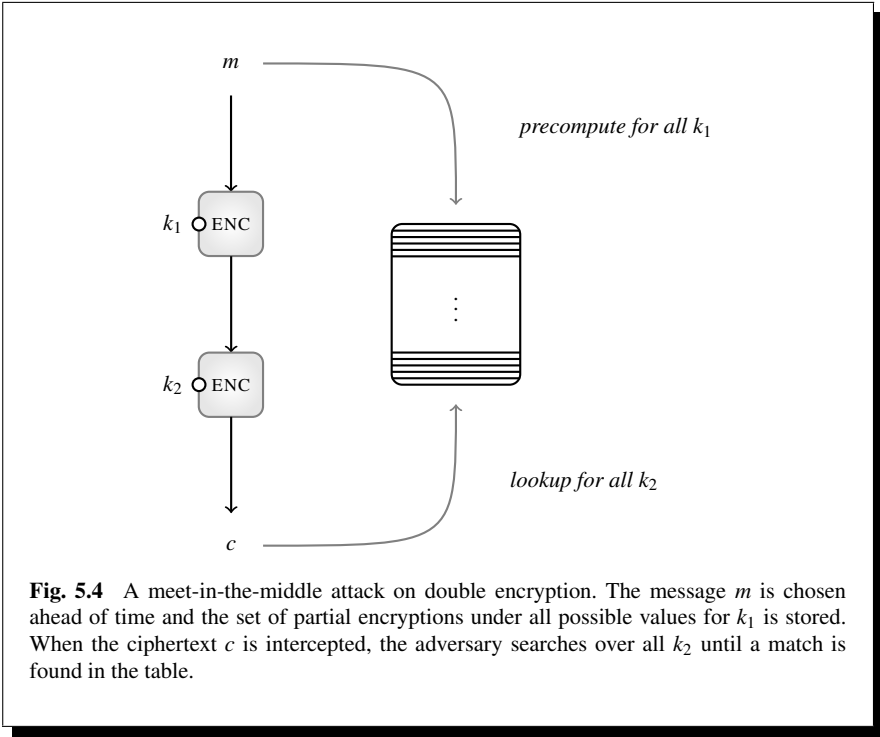 m
precompute for all k1
k1 ENC
k2 ENC
lookup for all k2
c
Fig. 5.4 A meet-in-the-middle attack on double encryption. The message m is chosen
ahead of time and the set of partial encryptions under all possible values for k1 is stored.
When the ciphertext c is intercepted, the adversary searches over all k2 until a match is
found in the table.